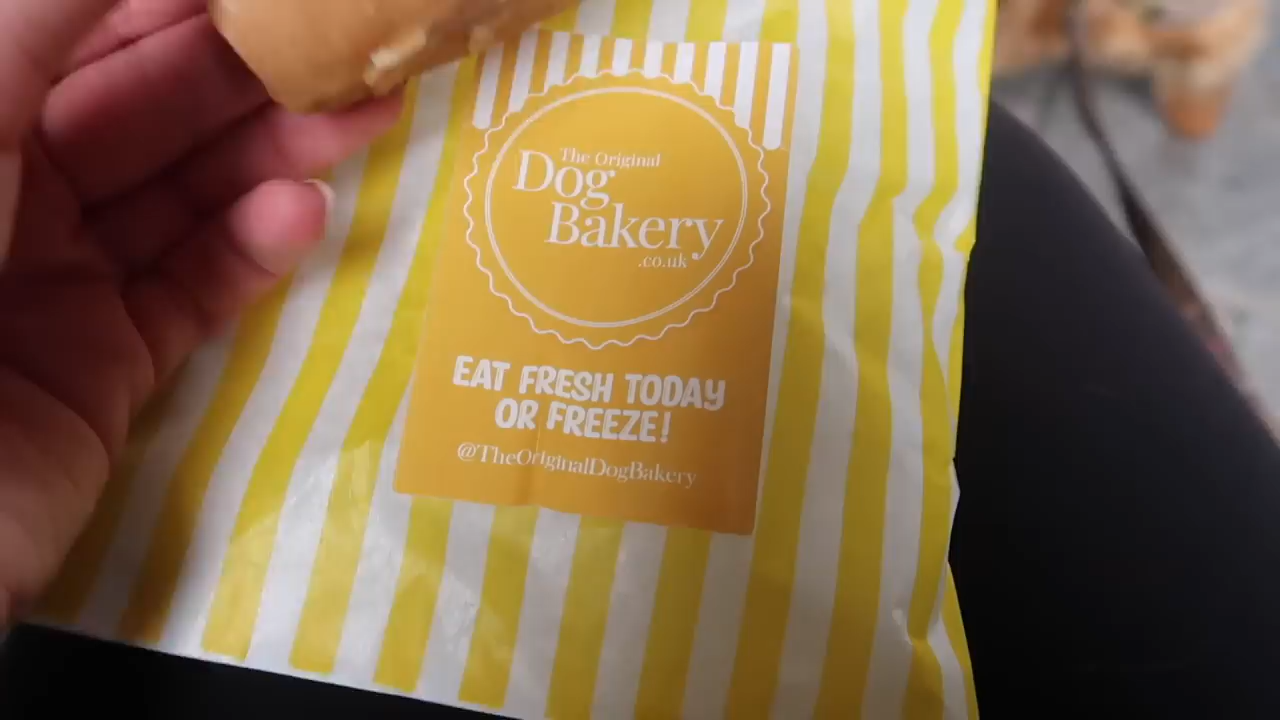 The Original
Dog
Bakery
.co.uk
EAT FRESH TODAY
OR FREEZE!
@TheOriginalDogBakery